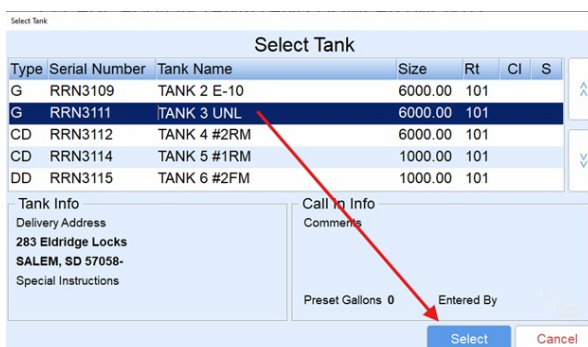 Select Tank
Select Tank
Type Serial Number Tank Name Size Rt Cl S
G RRN3109 TANK 2 E-10 6000.00 101
G RRN3111 TANK 3 UNL 6000.00 101
CD RRN3112 TANK 4 #2RM 6000.00 101
CD RRN3114 TANK 5 #1RM 1000.00 101
DD RRN3115 TANK 6 #2FM 1000.00 101
Tank Info
Delivery Address
283 Eldridge Locks
SALEM, SD 57058-
Special Instructions
Call In Info
Comments
Preset Gallons 0 Entered By
Select Cancel